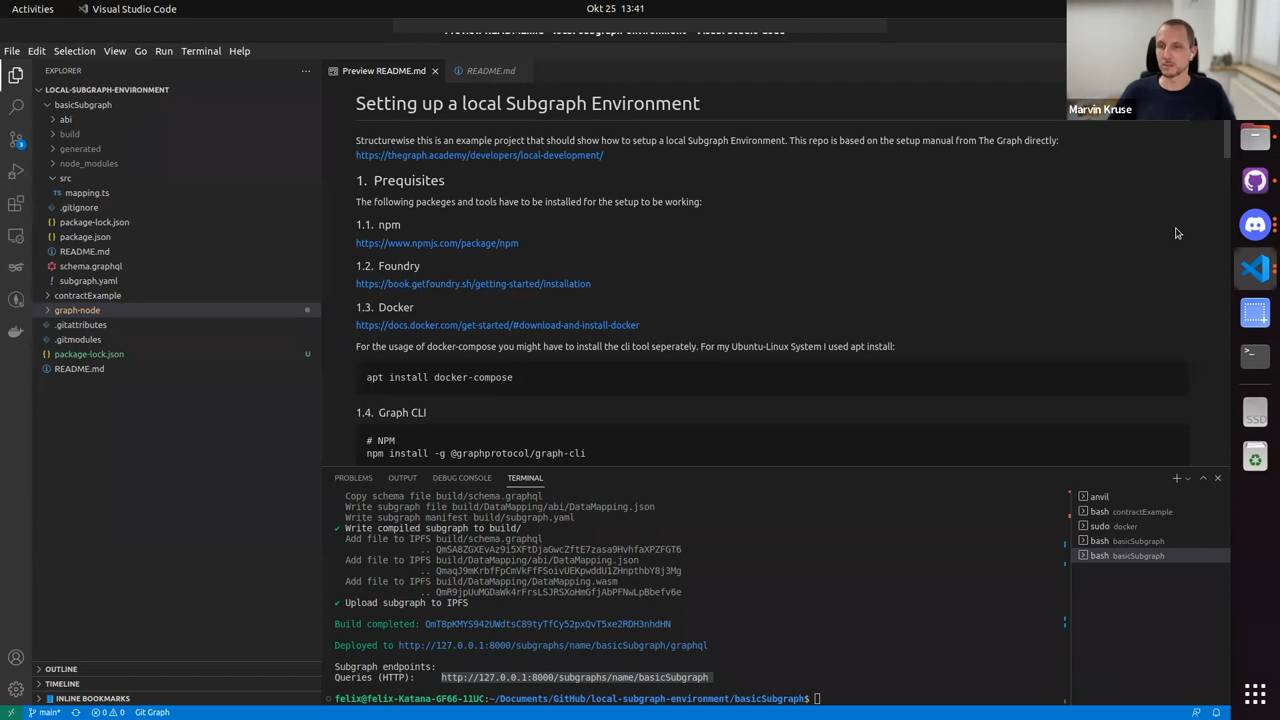 Activities
Visual Studio Code
Okt 25  13:41
File Edit Selection View Go Run Terminal Help
Marvin Kruse
EXPLORER
LOCAL-SUBGRAPH-ENVIRONMENT
basicSubgraph
abi
build
generated
node_modules
src
mapping.ts
.gitignore
package-lock.json
package.json
README.md
schema.graphql
subgraph.yaml
contractExample
graph-node
.gitattributes
.gitmodules
package-lock.json U
README.md
OUTLINE
TIMELINE
INLINE BOOKMARKS
Preview README.md
README.md
Setting up a local Subgraph Environment
Structurewise this is an example project that should show how to setup a local Subgraph Environment. This repo is based on the setup manual from The Graph directly:
https://thegraph.academy/developers/local-development/
1. Prequisites
The following packeges and tools have to be installed for the setup to be working:
1.1. npm
https://www.npmjs.com/package/npm
1.2. Foundry
https://book.getfoundry.sh/getting-started/installation
1.3. Docker
https://docs.docker.com/get-started/#download-and-install-docker
For the usage of docker-compose you might have to install the cli tool seperately. For my Ubuntu-Linux System I used apt install:
apt install docker-compose
1.4. Graph CLI
# NPM
npm install -g @graphprotocol/graph-cli
PROBLEMS OUTPUT DEBUG CONSOLE TERMINAL
Copy schema file build/schema.graphql
Write subgraph file build/DataMapping/abi/DataMapping.json
Write subgraph manifest build/subgraph.yaml
✔ Write compiled subgraph to build/
Add file to IPFS build/schema.graphql
.. QmSA8ZGXEvAz9i5XFtDjaGwcZftE7zasa9HvhfaXPZFGT6
Add file to IPFS build/DataMapping/abi/DataMapping.json
.. QmaqJ9mKrbfFpCmVkFfFSoivUEKpwddU1ZHnpthbY8j3Mg
Add file to IPFS build/DataMapping/DataMapping.wasm
.. QmR9jpUuMGDaWk4rFrsLSJRSXoHmGfjAbPFNwLpBbefv6e
✔ Upload subgraph to IPFS
Build completed: QmT8pKMYS942UWdtsC89tyTfCy52pxQvT5xe2RDH3nhdHN
Deployed to http://127.0.0.1:8000/subgraphs/name/basicSubgraph/graphql
Subgraph endpoints:
Queries (HTTP): http://127.0.0.1:8000/subgraphs/name/basicSubgraph
felix@felix-Katana-GF66-11UC:~/Documents/GitHub/local-subgraph-environment/basicSubgraph$
anvil
bash contractExample
sudo docker
bash basicSubgraph
bash basicSubgraph
SSD
main* 0 0 Git Graph